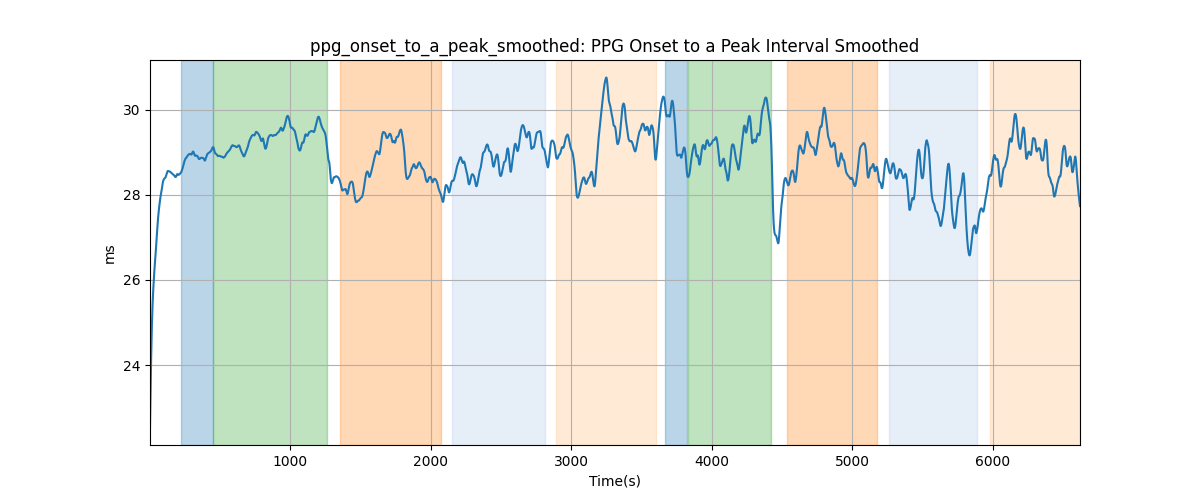 ppg_onset_to_a_peak_smoothed: PPG Onset to a Peak Interval Smoothed
30
28
26
24
ms
1000 2000 3000 4000 5000 6000
Time(s)